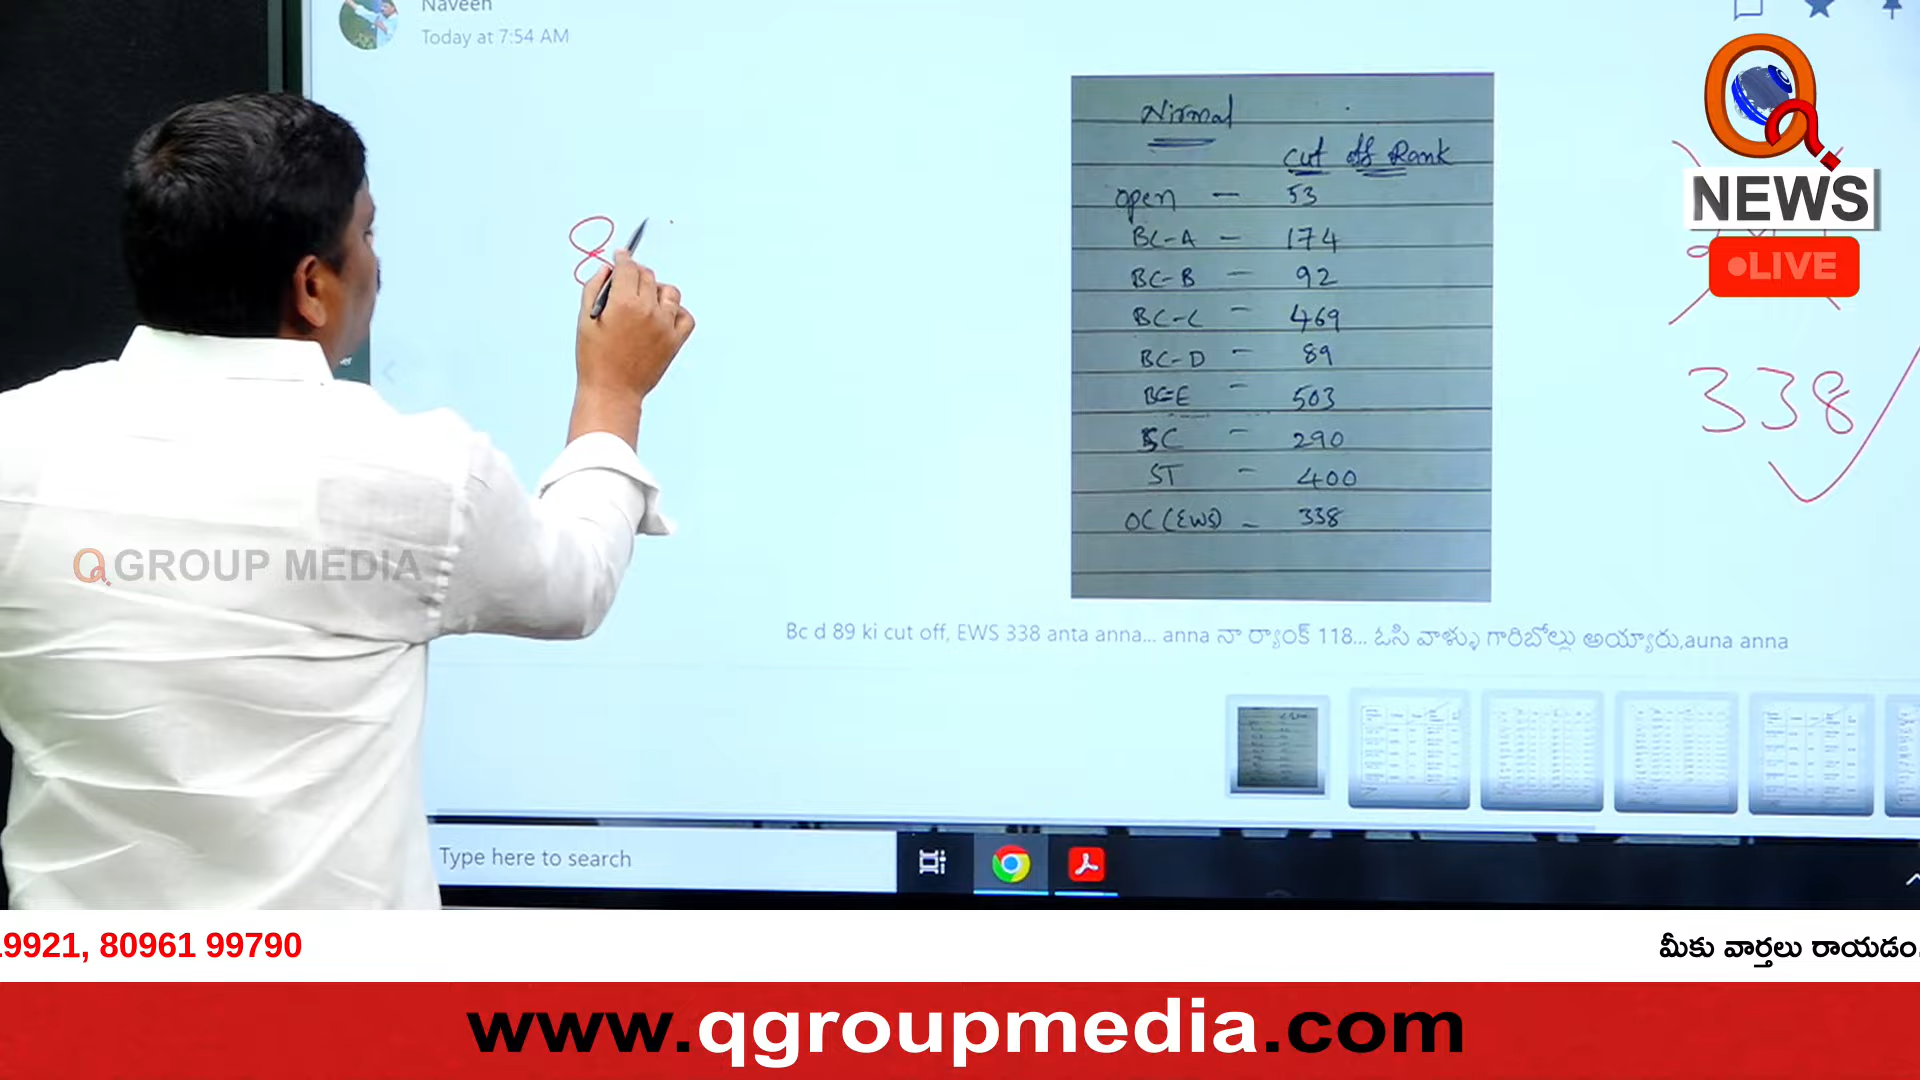 Naveen
Today at 7:54 AM
Nirmal
cut off Rank
open - 53
BC-A - 174
BC-B - 92
BC-C - 469
BC-D - 89
BC-E - 503
SC - 290
ST - 400
OC (EWS) - 338
8
338
Q
NEWS
LIVE
Q GROUP MEDIA
Bc d 89 ki cut off, EWS 338 anta anna... anna నా ర్యాంక్ 118... ఓసి వాళ్ళు గారిబోల్లు అయ్యారు,auna anna
Type here to search
9921, 80961 99790
మీకు వార్తలు రాయడం
www.qgroupmedia.com